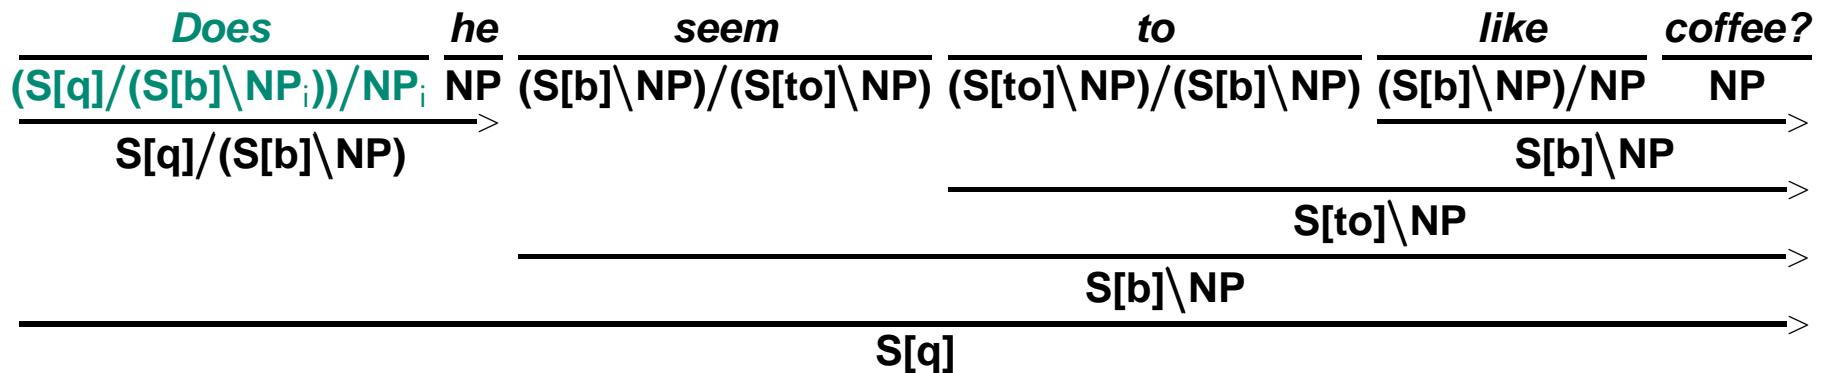 Does he seem to like coffee?
(S[q]/(S[b]\NPi))/NPi NP (S[b]\NP)/(S[to]\NP) (S[to]\NP)/(S[b]\NP) (S[b]\NP)/NP NP
> >
S[q]/(S[b]\NP) S[b]\NP
>
S[to]\NP
>
S[b]\NP
>
S[q]